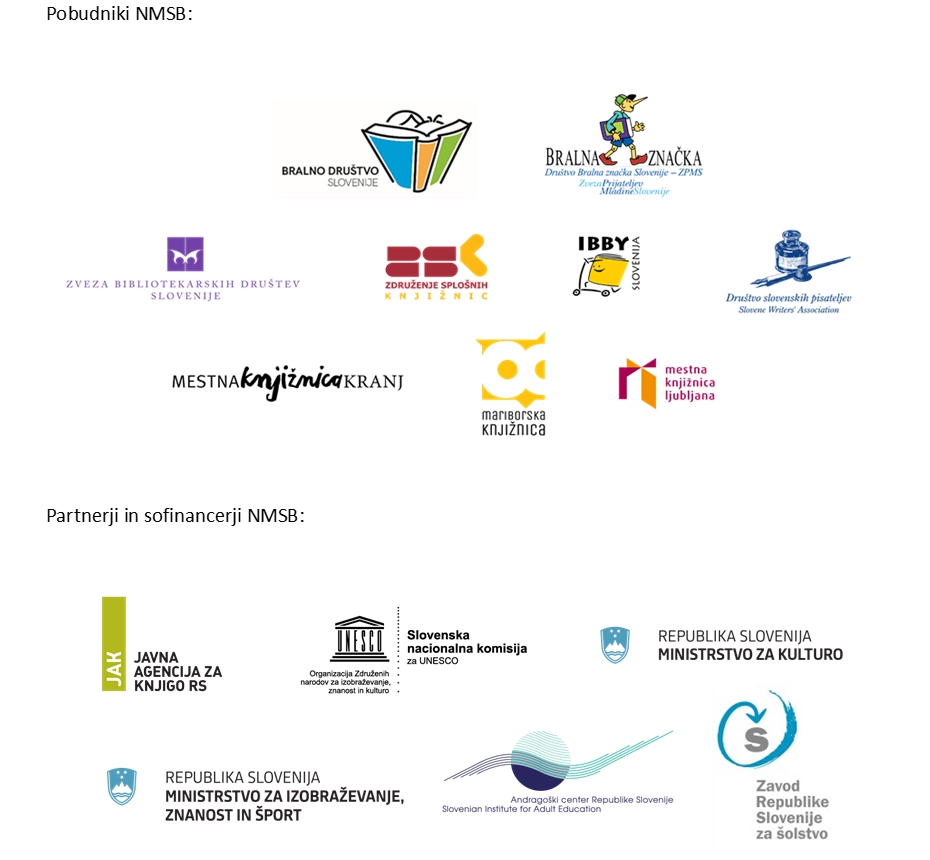 Pobudniki NMSB:
BRALNO DRUŠTVO
SLOVENIJE
BRALNA ZNAČKA
Društvo Bralna značka Slovenije – ZPMS
Zveza Prijateljev
Mladine Slovenije
ZVEZA BIBLIOTEKARSKIH DRUŠTEV
SLOVENIJE
ZSK
ZDRUŽENJE SPLOŠNIH
KNJIŽNIC
IBBY
SLOVENIJA
Društvo slovenskih pisateljev
Slovene Writers' Association
MESTNA knjižnica KRANJ
mariborska
knjižnica
mestna
knjižnica
ljubljana
Partnerji in sofinancerji NMSB:
JAK
JAVNA
AGENCIJA ZA
KNJIGO RS
UNESCO
Organizacija Združenih
narodov za izobraževanje,
znanost in kulturo
Slovenska
nacionalna komisija
za UNESCO
REPUBLIKA SLOVENIJA
MINISTRSTVO ZA KULTURO
REPUBLIKA SLOVENIJA
MINISTRSTVO ZA IZOBRAŽEVANJE,
ZNANOST IN ŠPORT
Andragoški center Republike Slovenije
Slovenian Institute for Adult Education
Š
Zavod
Republike
Slovenije
za šolstvo